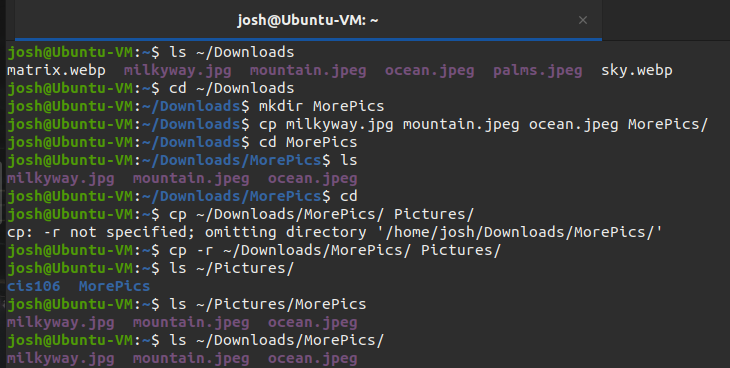 josh@Ubuntu-VM: ~ ×
josh@Ubuntu-VM:~$ ls ~/Downloads
matrix.webp milkyway.jpg mountain.jpeg ocean.jpeg palms.jpeg sky.webp
josh@Ubuntu-VM:~$ cd ~/Downloads
josh@Ubuntu-VM:~/Downloads$ mkdir MorePics
josh@Ubuntu-VM:~/Downloads$ cp milkyway.jpg mountain.jpeg ocean.jpeg MorePics/
josh@Ubuntu-VM:~/Downloads$ cd MorePics
josh@Ubuntu-VM:~/Downloads/MorePics$ ls
milkyway.jpg mountain.jpeg ocean.jpeg
josh@Ubuntu-VM:~/Downloads/MorePics$ cd
josh@Ubuntu-VM:~$ cp ~/Downloads/MorePics/ Pictures/
cp: -r not specified; omitting directory '/home/josh/Downloads/MorePics/'
josh@Ubuntu-VM:~$ cp -r ~/Downloads/MorePics/ Pictures/
josh@Ubuntu-VM:~$ ls ~/Pictures/
cis106 MorePics
josh@Ubuntu-VM:~$ ls ~/Pictures/MorePics
milkyway.jpg mountain.jpeg ocean.jpeg
josh@Ubuntu-VM:~$ ls ~/Downloads/MorePics/
milkyway.jpg mountain.jpeg ocean.jpeg